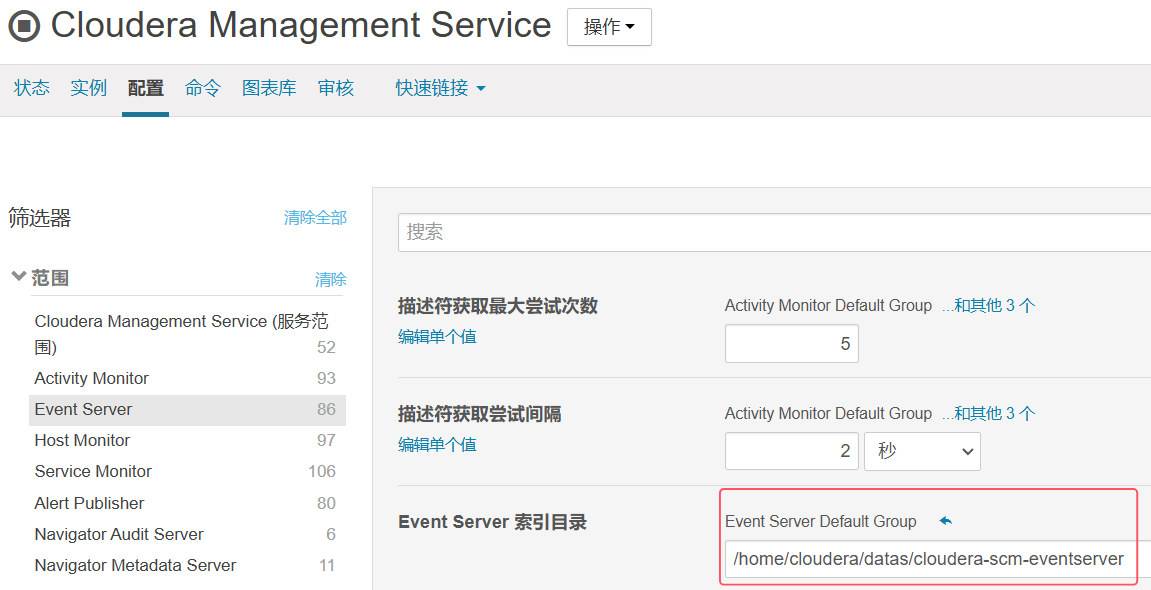 Cloudera Management Service 操作
状态 实例 配置 命令 图表库 审核 快速链接
筛选器 清除全部
范围 清除
Cloudera Management Service (服务范
围) 52
Activity Monitor 93
Event Server 86
Host Monitor 97
Service Monitor 106
Alert Publisher 80
Navigator Audit Server 6
Navigator Metadata Server 11
搜索
描述符获取最大尝试次数 Activity Monitor Default Group ...和其他 3 个
编辑单个值 5
描述符获取尝试间隔 Activity Monitor Default Group ...和其他 3 个
编辑单个值 2 秒
Event Server 索引目录 Event Server Default Group
/home/cloudera/datas/cloudera-scm-eventserver